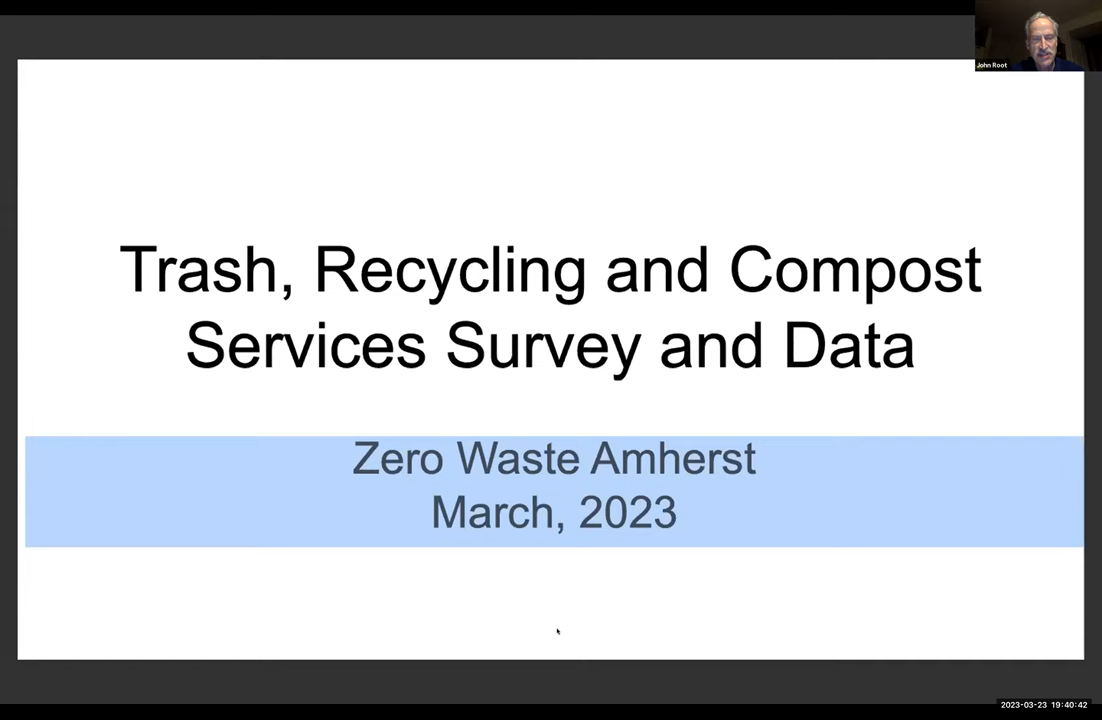 John Root
Trash, Recycling and Compost
Services Survey and Data
Zero Waste Amherst
March, 2023
2023-03-23 19:40:42